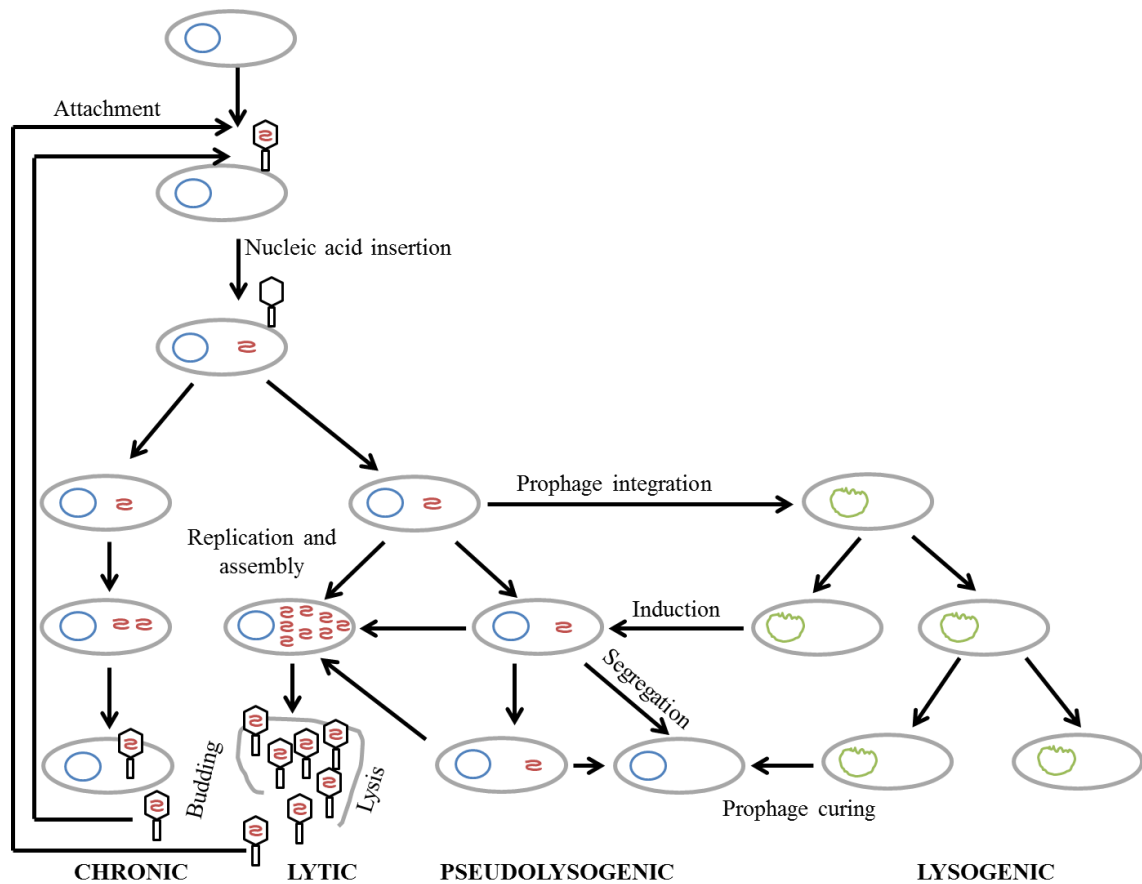 Attachment
Nucleic acid insertion
Prophage integration
Replication and
assembly
Induction
Segregation
Budding
Lysis
Prophage curing
CHRONIC
LYTIC
PSEUDOLYSOGENIC
LYSOGENIC